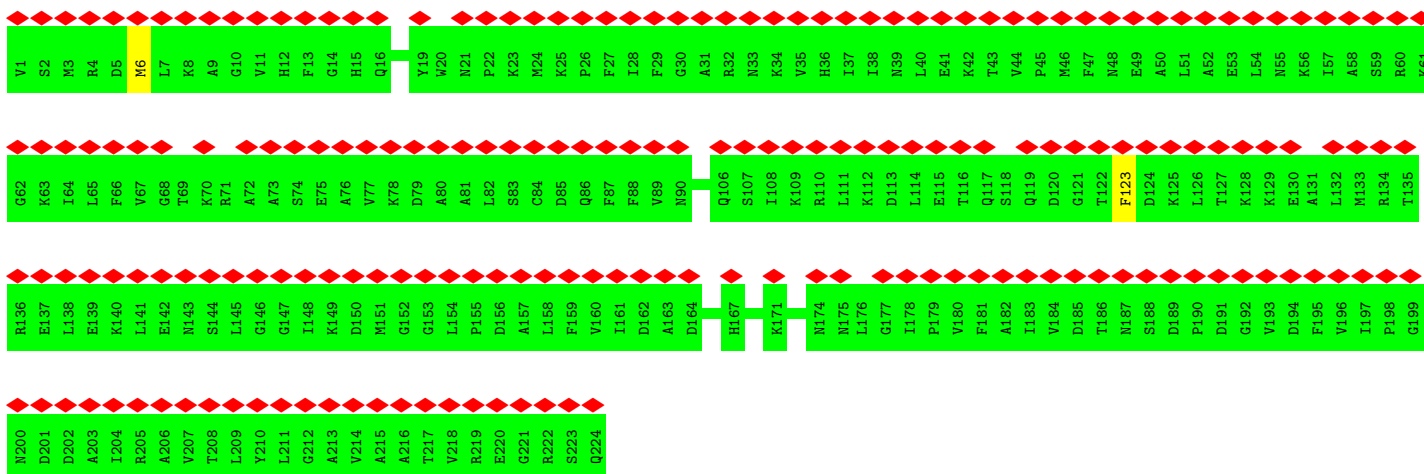 V1 S2 M3 R4 D5 M6 L7 K8 A9 G10 V11 H12 F13 G14 H15 Q16 Y19 W20 N21 P22 K23 M24 K25 P26 F27 I28 F29 G30 A31 R32 N33 K34 V35 H36 I37 I38 N39 L40 E41 K42 T43 V44 P45 M46 F47 N48 E49 A50 L51 A52 E53 L54 N55 K56 I57 A58 S59 R60 K61
G62 K63 I64 L65 F66 V67 G68 T69 K70 R71 A72 A73 S74 E75 A76 V77 K78 D79 A80 A81 L82 S83 C84 D85 Q86 F87 F88 V89 N90 Q106 S107 I108 K109 R110 L111 K112 D113 L114 E115 T116 Q117 S118 Q119 D120 G121 T122 F123 D124 K125 L126 T127 K128 K129 E130 A131 L132 M133 R134 T135
R136 E137 L138 E139 K140 L141 E142 N143 S144 L145 G146 G147 I148 K149 D150 M151 G152 G153 L154 P155 D156 A157 L158 F159 V160 I161 D162 A163 D164 H167 K171 N174 N175 L176 G177 I178 P179 V180 F181 A182 I183 V184 D185 T186 N187 S188 D189 P190 D191 G192 V193 D194 F195 V196 I197 P198 G199
N200 D201 D202 A203 I204 R205 A206 V207 T208 L209 Y210 L211 G212 A213 V214 A215 A216 T217 V218 R219 E220 G221 R222 S223 Q224